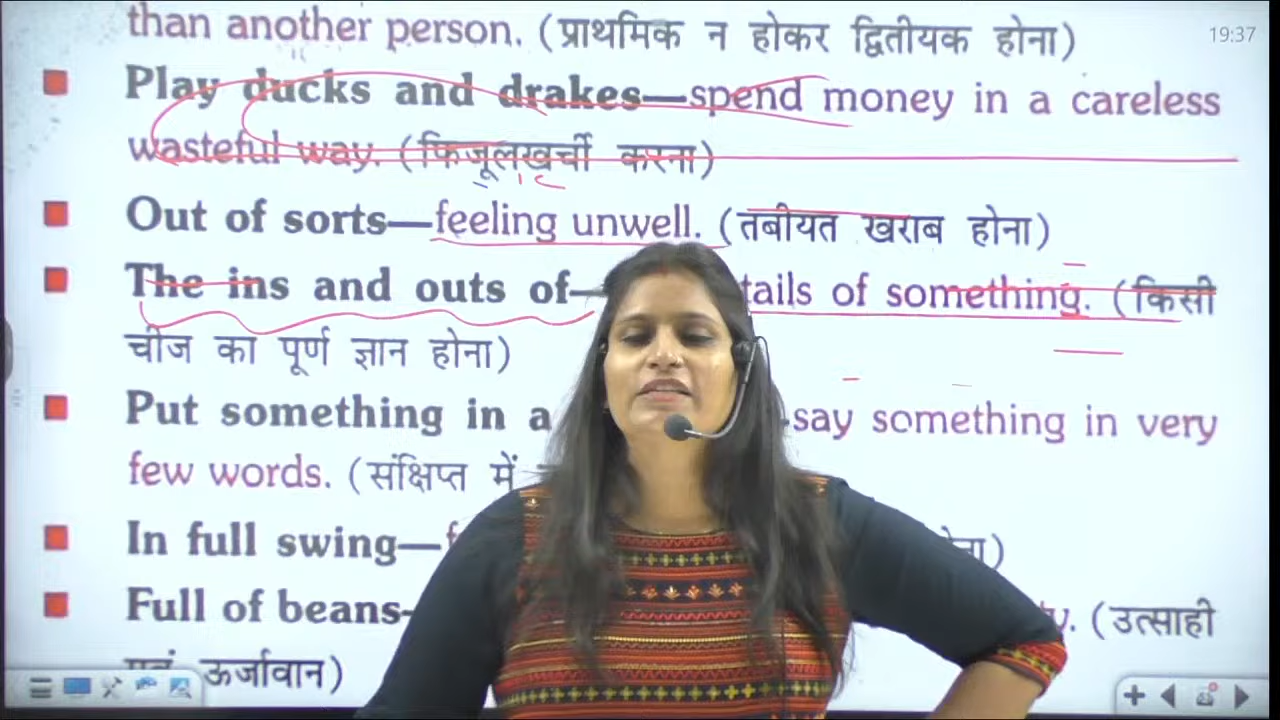 than another person. (प्राथमिक न होकर द्वितीयक होना)
19:37
Play ducks and drakes—spend money in a careless
wasteful way. (फिजूलखर्ची करना)
Out of sorts—feeling unwell. (तबीयत खराब होना)
The ins and outs of— tails of something. (किसी
चीज का पूर्ण ज्ञान होना)
Put something in a say something in very
few words. (संक्षिप्त में
In full swing—
Full of beans- (उत्साही
एवं ऊर्जावान)